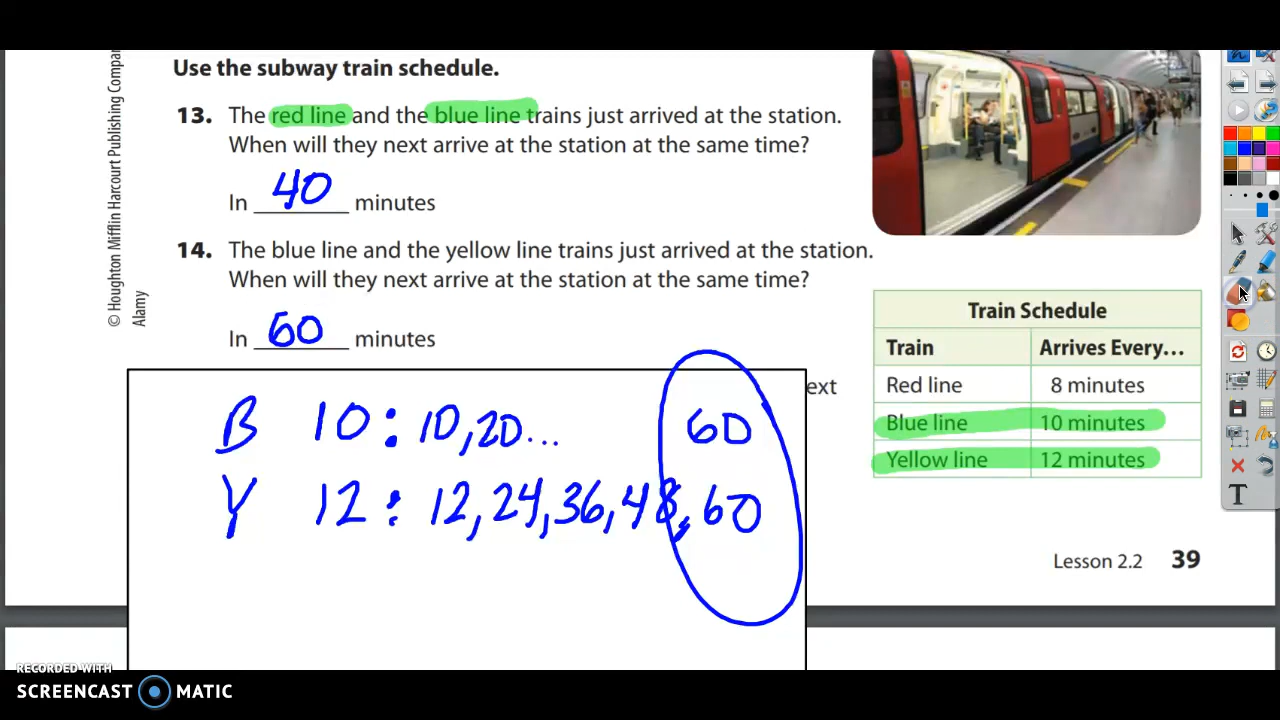 © Houghton Mifflin Harcourt Publishing Compan
Alamy
Use the subway train schedule.
13. The red line and the blue line trains just arrived at the station.
When will they next arrive at the station at the same time?
In 40 minutes
14. The blue line and the yellow line trains just arrived at the station.
When will they next arrive at the station at the same time?
In 60 minutes
ext
B 10 : 10, 20... 60
Y 12 : 12, 24, 36, 48, 60
Train Schedule
Train Arrives Every...
Red line 8 minutes
Blue line 10 minutes
Yellow line 12 minutes
Lesson 2.2 39
T
RECORDED WITH
SCREENCAST MATIC